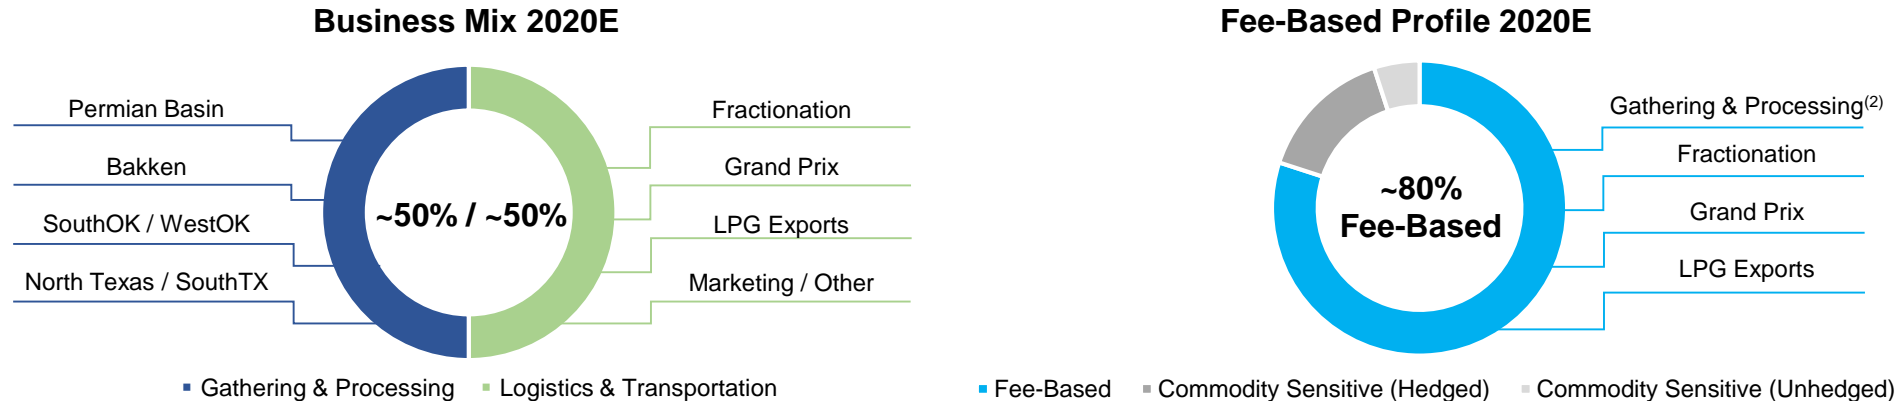 Business Mix 2020E
Permian Basin
Bakken
SouthOK / WestOK
North Texas / SouthTX
~50% / ~50%
Fractionation
Grand Prix
LPG Exports
Marketing / Other
Gathering & Processing
Logistics & Transportation
Fee-Based Profile 2020E
~80%
Fee-Based
Gathering & Processing(2)
Fractionation
Grand Prix
LPG Exports
Fee-Based
Commodity Sensitive (Hedged)
Commodity Sensitive (Unhedged)